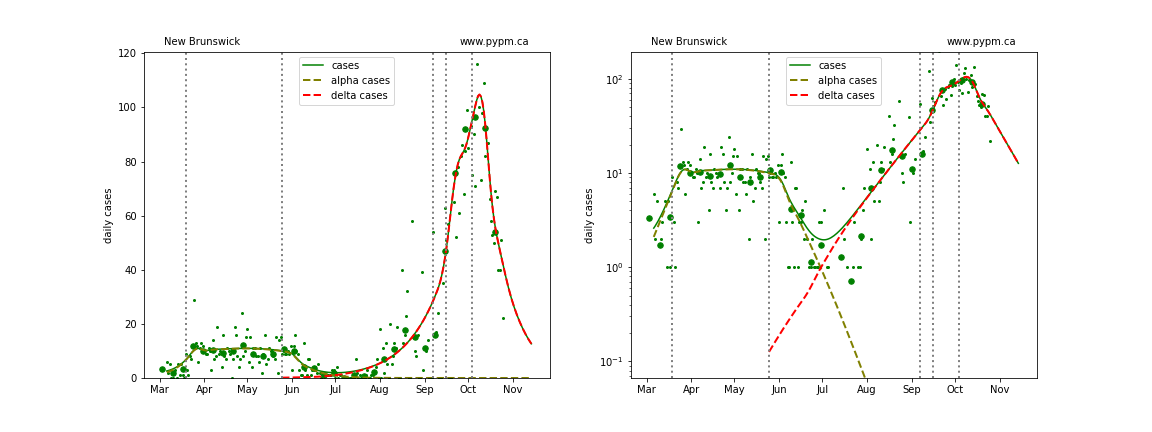 New Brunswick www.pypm.ca
cases
alpha cases
delta cases
daily cases
120
100
80
60
40
20
0
Mar Apr May Jun Jul Aug Sep Oct Nov
New Brunswick www.pypm.ca
cases
alpha cases
delta cases
daily cases
10²
10¹
10⁰
10⁻¹
Mar Apr May Jun Jul Aug Sep Oct Nov